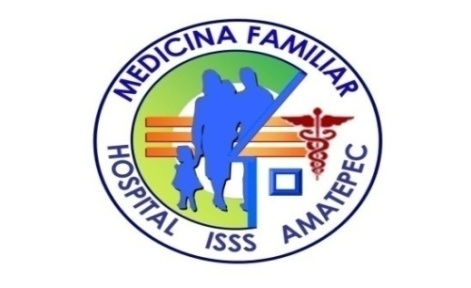 MEDICINA FAMILIAR
HOSPITAL ISSS AMATEPEC